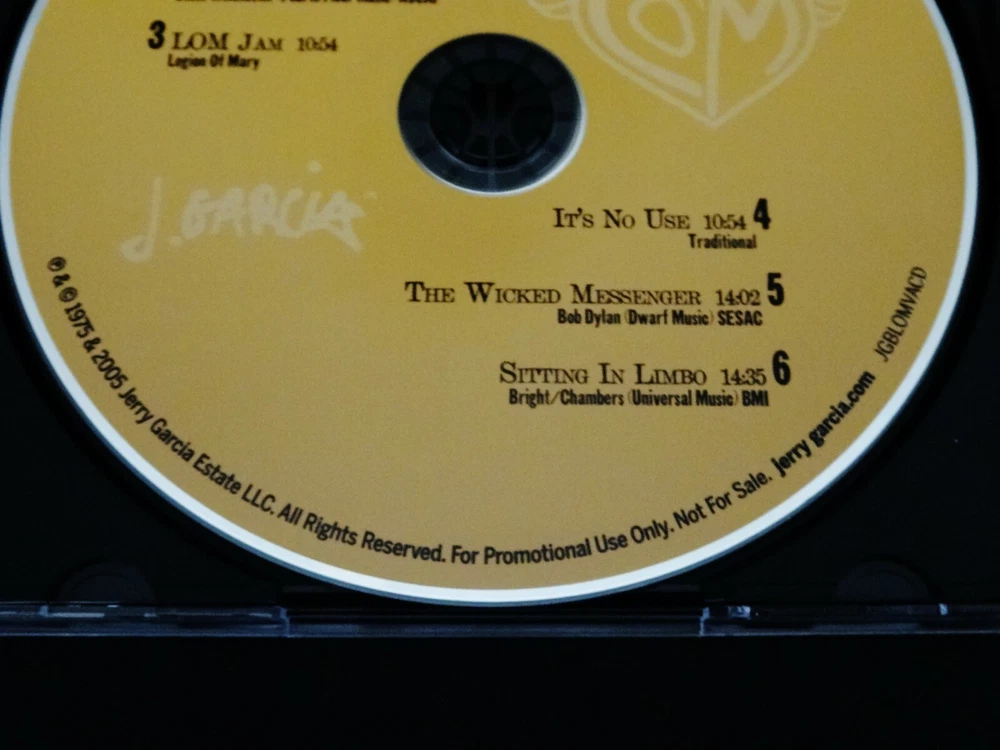 3 LOM JAM 10:54
Legion Of Mary
LOM
J. GARCIA
IT'S NO USE 10:54 4
Traditional
THE WICKED MESSENGER 14:02 5
Bob Dylan (Dwarf Music) SESAC
SITTING IN LIMBO 14:35 6
Bright/Chambers (Universal Music) BMI
℗ & © 1975 & 2005 Jerry Garcia Estate LLC. All Rights Reserved. For Promotional Use Only. Not For Sale. jerry garcia.com JGBLOMVACD